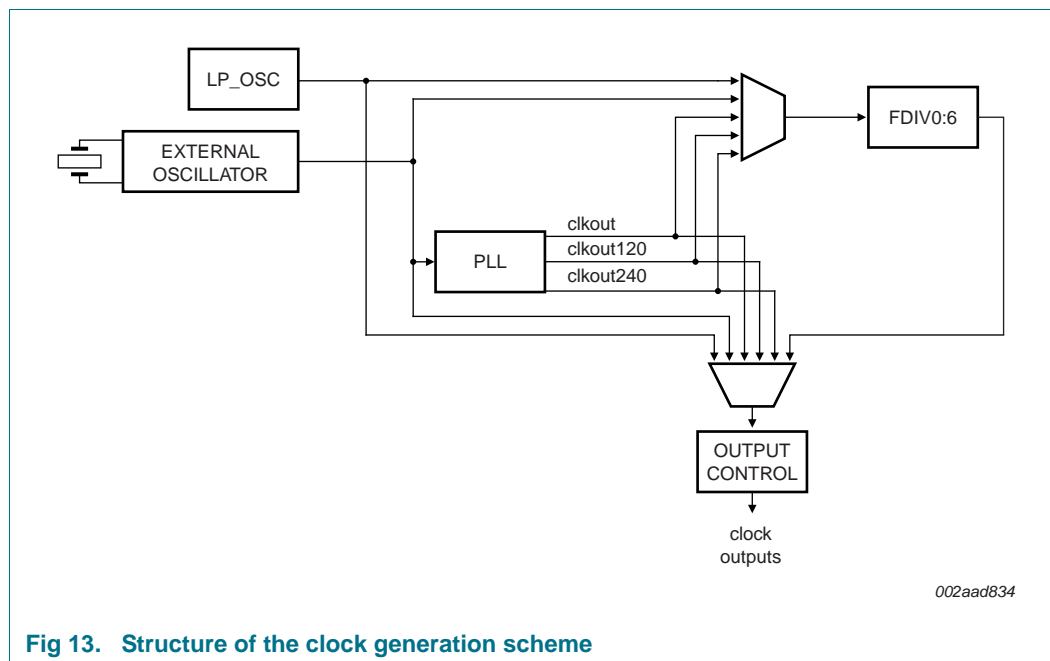 LP_OSC
FDIV0:6
EXTERNAL
OSCILLATOR
clkout
PLL
clkout120
clkout240
OUTPUT
CONTROL
clock
outputs
002aad834
Fig 13. Structure of the clock generation scheme